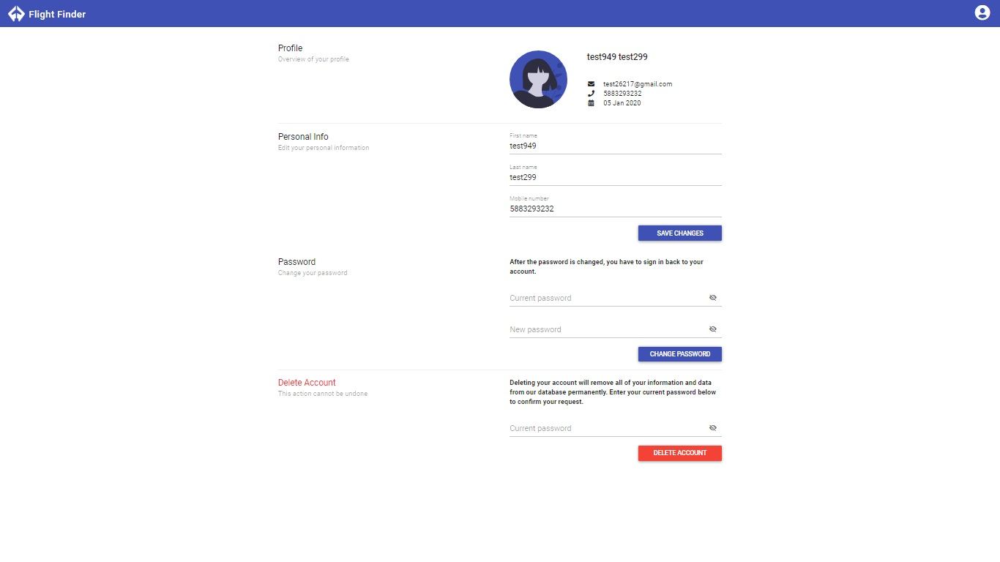 Flight Finder
Profile
Overview of your profile
test949 test299
test26217@gmail.com
5883293232
05 Jan 2020
Personal Info
Edit your personal information
First name
test949
Last name
test299
Mobile number
5883293232
SAVE CHANGES
Password
Change your password
After the password is changed, you have to sign in back to your
account.
Current password
New password
CHANGE PASSWORD
Delete Account
This action cannot be undone
Deleting your account will remove all of your information and data
from our database permanently. Enter your current password below
to confirm your request.
Current password
DELETE ACCOUNT